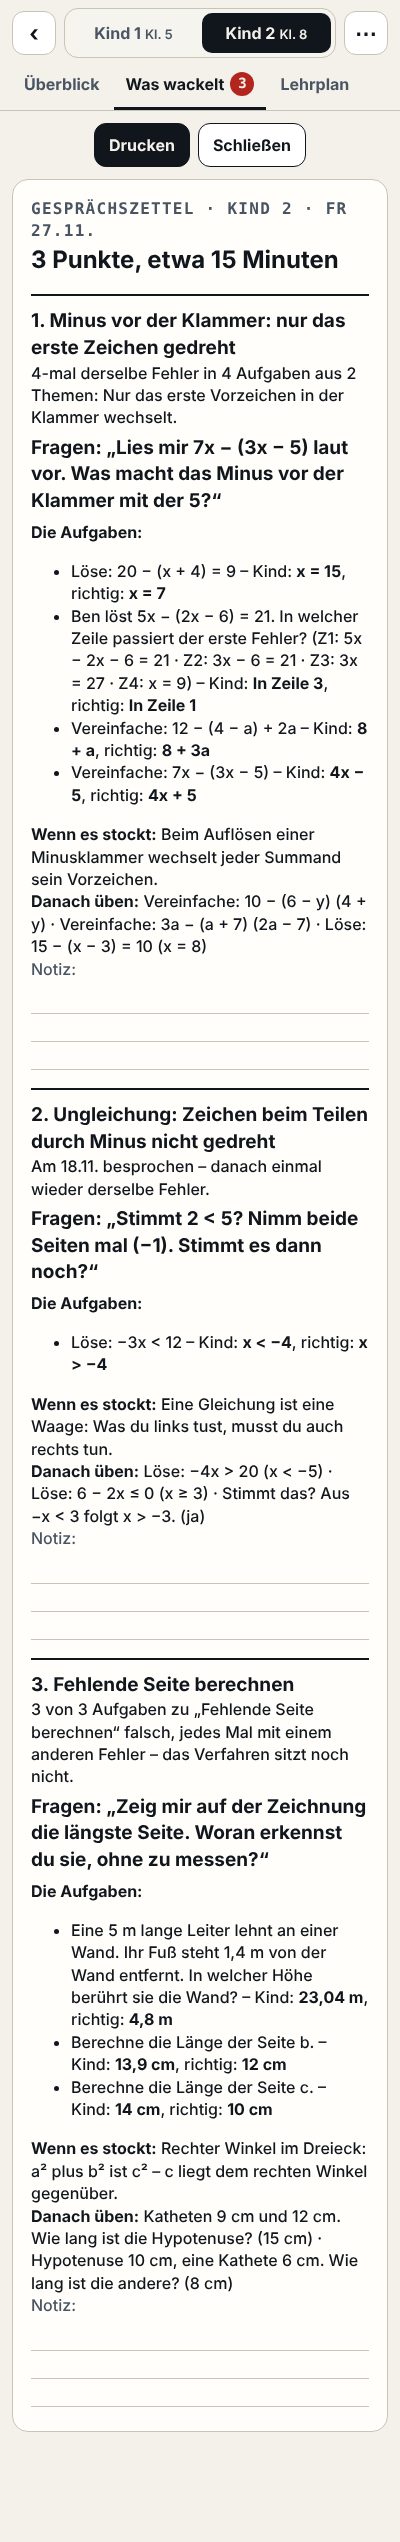 ‹ Kind 1 Kl. 5 Kind 2 Kl. 8 ...
Überblick Was wackelt 3 Lehrplan
Drucken Schließen
GESPRÄCHSZETTEL · KIND 2 · FR
27.11.
3 Punkte, etwa 15 Minuten
1. Minus vor der Klammer: nur das
erste Zeichen gedreht
4-mal derselbe Fehler in 4 Aufgaben aus 2
Themen: Nur das erste Vorzeichen in der
Klammer wechselt.
Fragen: „Lies mir 7x − (3x − 5) laut
vor. Was macht das Minus vor der
Klammer mit der 5?“
Die Aufgaben:
• Löse: 20 − (x + 4) = 9 – Kind: x = 15,
richtig: x = 7
• Ben löst 5x − (2x − 6) = 21. In welcher
Zeile passiert der erste Fehler? (Z1: 5x
− 2x − 6 = 21 · Z2: 3x − 6 = 21 · Z3: 3x
= 27 · Z4: x = 9) – Kind: In Zeile 3,
richtig: In Zeile 1
• Vereinfache: 12 − (4 − a) + 2a – Kind: 8
+ a, richtig: 8 + 3a
• Vereinfache: 7x − (3x − 5) – Kind: 4x −
5, richtig: 4x + 5
Wenn es stockt: Beim Auflösen einer
Minusklammer wechselt jeder Summand
sein Vorzeichen.
Danach üben: Vereinfache: 10 − (6 − y) (4 +
y) · Vereinfache: 3a − (a + 7) (2a − 7) · Löse:
15 − (x − 3) = 10 (x = 8)
Notiz:
2. Ungleichung: Zeichen beim Teilen
durch Minus nicht gedreht
Am 18.11. besprochen – danach einmal
wieder derselbe Fehler.
Fragen: „Stimmt 2 < 5? Nimm beide
Seiten mal (−1). Stimmt es dann
noch?“
Die Aufgaben:
• Löse: −3x < 12 – Kind: x < −4, richtig: x
> −4
Wenn es stockt: Eine Gleichung ist eine
Waage: Was du links tust, musst du auch
rechts tun.
Danach üben: Löse: −4x > 20 (x < −5) ·
Löse: 6 − 2x ≤ 0 (x ≥ 3) · Stimmt das? Aus
−x < 3 folgt x > −3. (ja)
Notiz:
3. Fehlende Seite berechnen
3 von 3 Aufgaben zu „Fehlende Seite
berechnen“ falsch, jedes Mal mit einem
anderen Fehler – das Verfahren sitzt noch
nicht.
Fragen: „Zeig mir auf der Zeichnung
die längste Seite. Woran erkennst
du sie, ohne zu messen?“
Die Aufgaben:
• Eine 5 m lange Leiter lehnt an einer
Wand. Ihr Fuß steht 1,4 m von der
Wand entfernt. In welcher Höhe
berührt sie die Wand? – Kind: 23,04 m,
richtig: 4,8 m
• Berechne die Länge der Seite b. –
Kind: 13,9 cm, richtig: 12 cm
• Berechne die Länge der Seite c. –
Kind: 14 cm, richtig: 10 cm
Wenn es stockt: Rechter Winkel im Dreieck:
a² plus b² ist c² – c liegt dem rechten Winkel
gegenüber.
Danach üben: Katheten 9 cm und 12 cm.
Wie lang ist die Hypotenuse? (15 cm) ·
Hypotenuse 10 cm, eine Kathete 6 cm. Wie
lang ist die andere? (8 cm)
Notiz: